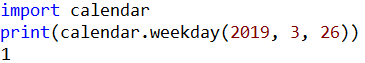 import calendar
print(calendar.weekday(2019, 3, 26))
1